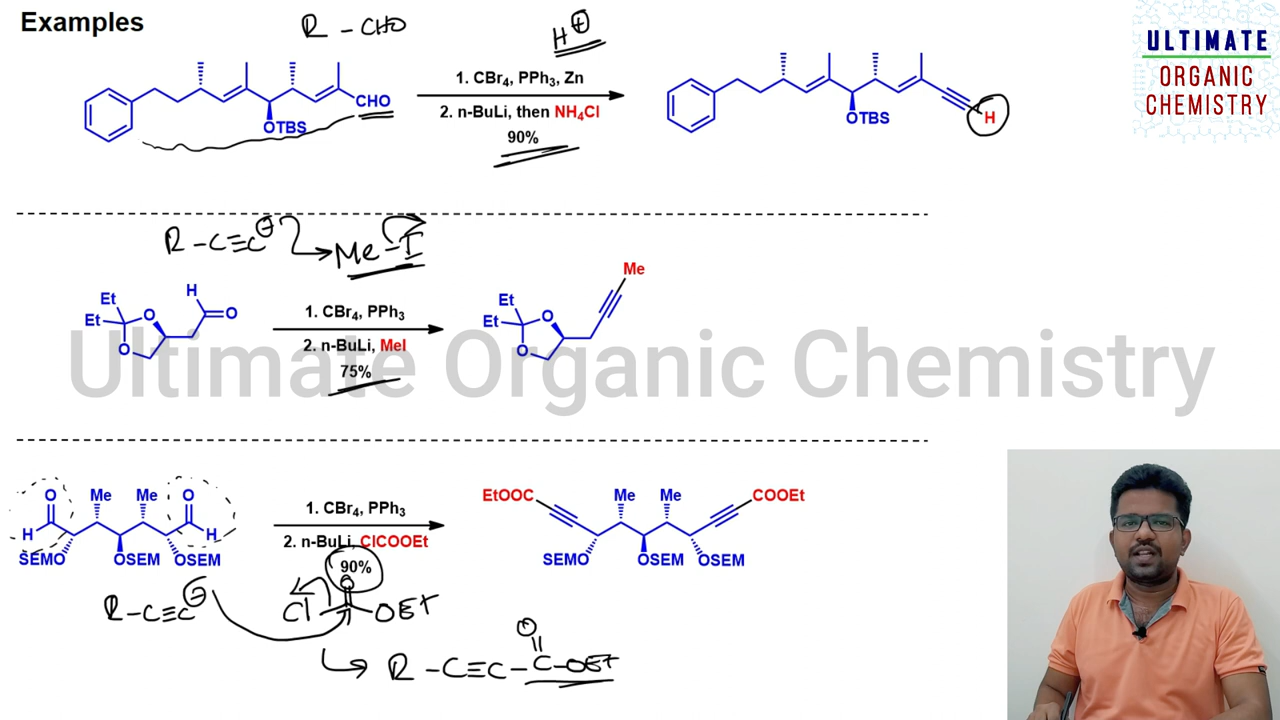 Examples
R - CHO
H⊕
ULTIMATE
ORGANIC
CHEMISTRY
CHO
OTBS
1. CBr4, PPh3, Zn
2. n-BuLi, then NH4Cl
90%
OTBS
H
R-C≡C⊖
Me-I
H
O
Et
Et
O
O
1. CBr4, PPh3
2. n-BuLi, MeI
75%
Me
Et
Et
O
O
Ultimate Organic Chemistry
O
Me
Me
O
H
H
SEMO
OSEM
OSEM
1. CBr4, PPh3
2. n-BuLi, ClCOOEt
90%
EtOOC
Me
Me
COOEt
SEMO
OSEM
OSEM
R-C≡C⊖
Cl
O
OEt
R-C≡C-C-OEt
O